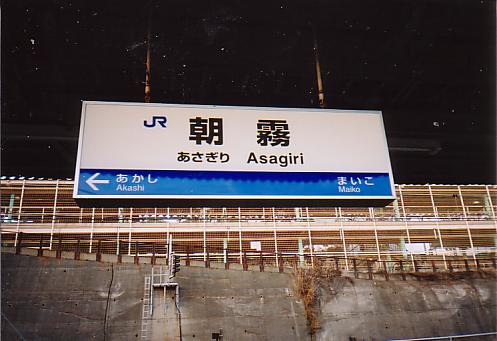 JR 朝霧
あさぎり Asagiri
あかし まいこ
Akashi Maiko